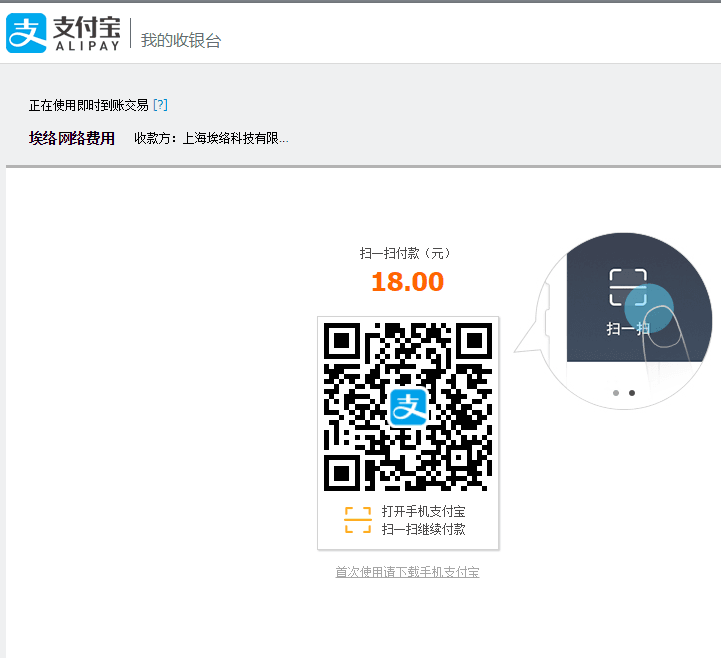 支付宝
ALIPAY
我的收银台
正在使用即时到账交易 [?]
埃络网络费用 收款方：上海埃络科技有限...
扫一扫付款（元）
18.00
扫一扫
打开手机支付宝
扫一扫继续付款
首次使用请下载手机支付宝